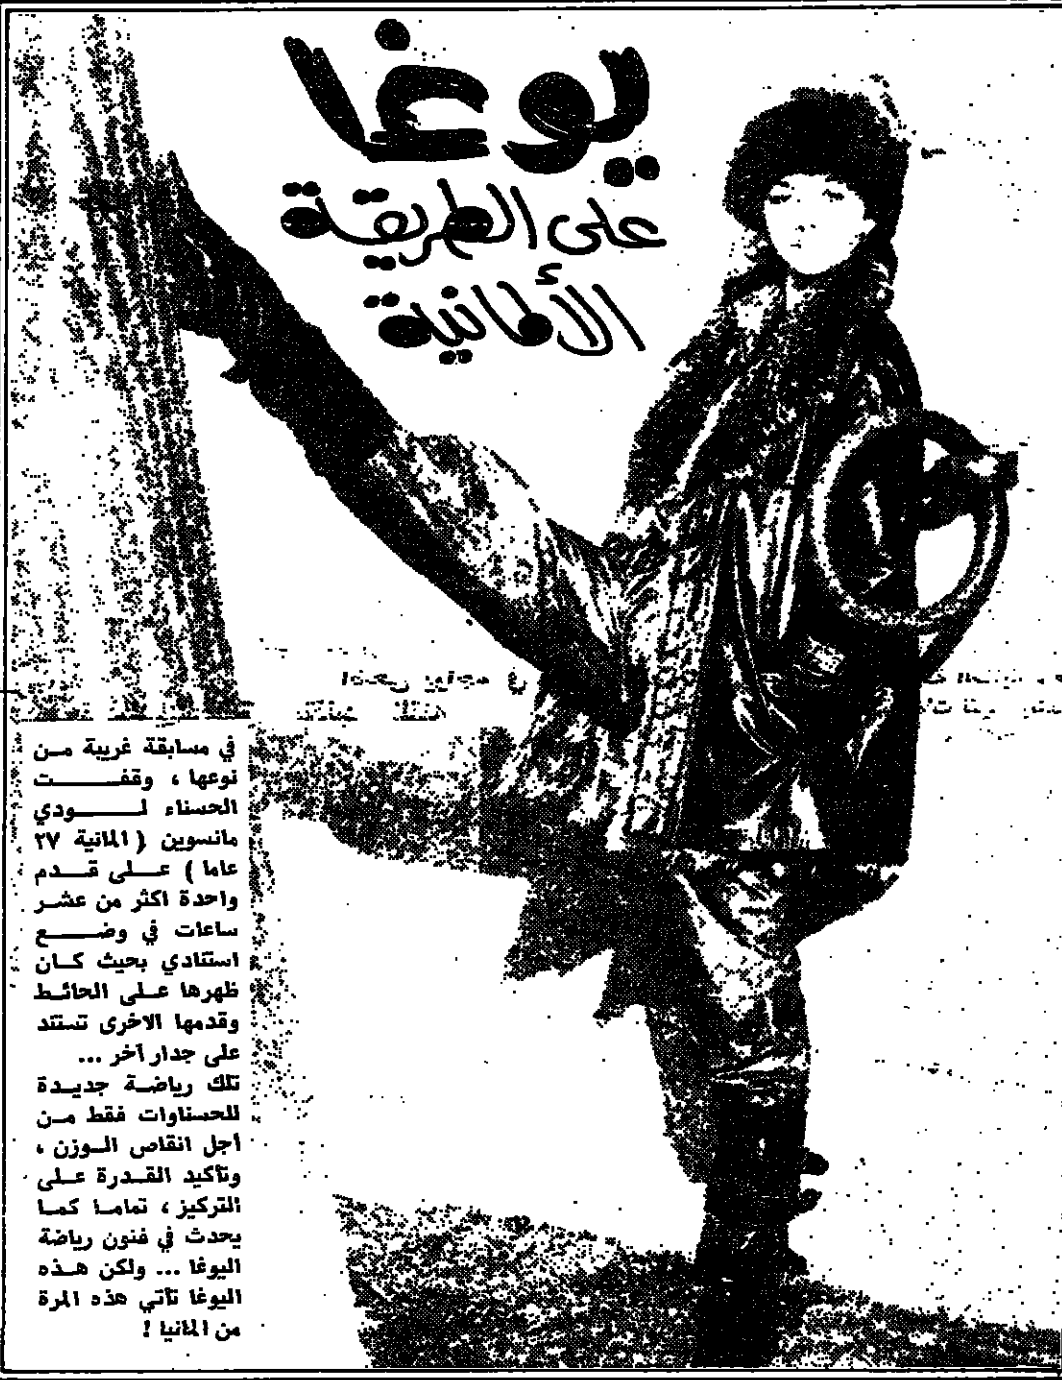 يوغا
على الطريقة
الألمانية
في مسابقة غريبة من
نوعها ، وقفت
الحسناء لودي
مانسوين ( المانية ٢٧
عاما ) على قدم
واحدة اكثر من عشر
ساعات في وضع
استنادي بحيث كان
ظهرها على الحائط
وقدمها الاخرى تستند
على جدار آخر ...
تلك رياضة جديدة
للحسناوات فقط من
أجل انقاص الوزن ،
وتأكيد القدرة على
التركيز ، تماما كما
يحدث في فنون رياضة
اليوغا ... ولكن هذه
اليوغا تأتي هذه المرة
من المانيا !